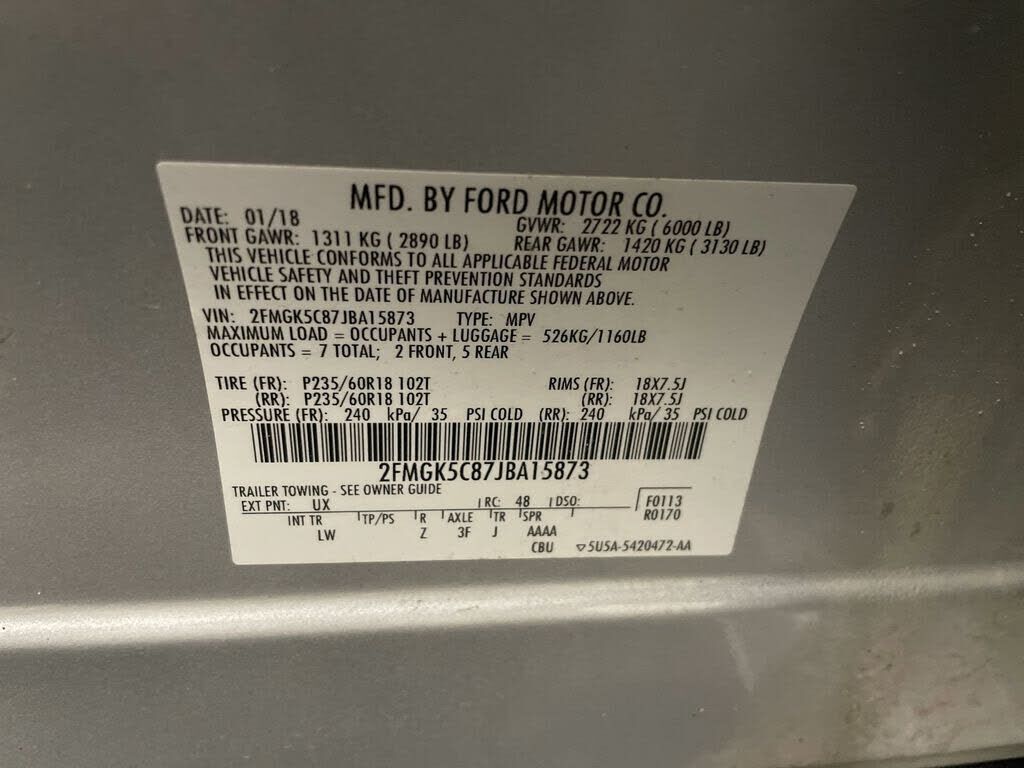 MFD. BY FORD MOTOR CO.
DATE: 01/18 GVWR: 2722 KG ( 6000 LB)
FRONT GAWR: 1311 KG ( 2890 LB) REAR GAWR: 1420 KG ( 3130 LB)
THIS VEHICLE CONFORMS TO ALL APPLICABLE FEDERAL MOTOR
VEHICLE SAFETY AND THEFT PREVENTION STANDARDS
IN EFFECT ON THE DATE OF MANUFACTURE SHOWN ABOVE.
VIN: 2FMGK5C87JBA15873 TYPE: MPV
MAXIMUM LOAD = OCCUPANTS + LUGGAGE = 526KG/1160LB
OCCUPANTS = 7 TOTAL; 2 FRONT, 5 REAR
TIRE (FR): P235/60R18 102T RIMS (FR): 18X7.5J
(RR): P235/60R18 102T (RR): 18X7.5J
PRESSURE (FR): 240 kPa/ 35 PSI COLD (RR): 240 kPa/ 35 PSI COLD
2FMGK5C87JBA15873
TRAILER TOWING - SEE OWNER GUIDE
EXT PNT: UX RC: 48 DSO: F0113
INT TR TP/PS R AXLE TR SPR R0170
LW Z 3F J AAAA
CBU ▽5U5A-5420472-AA